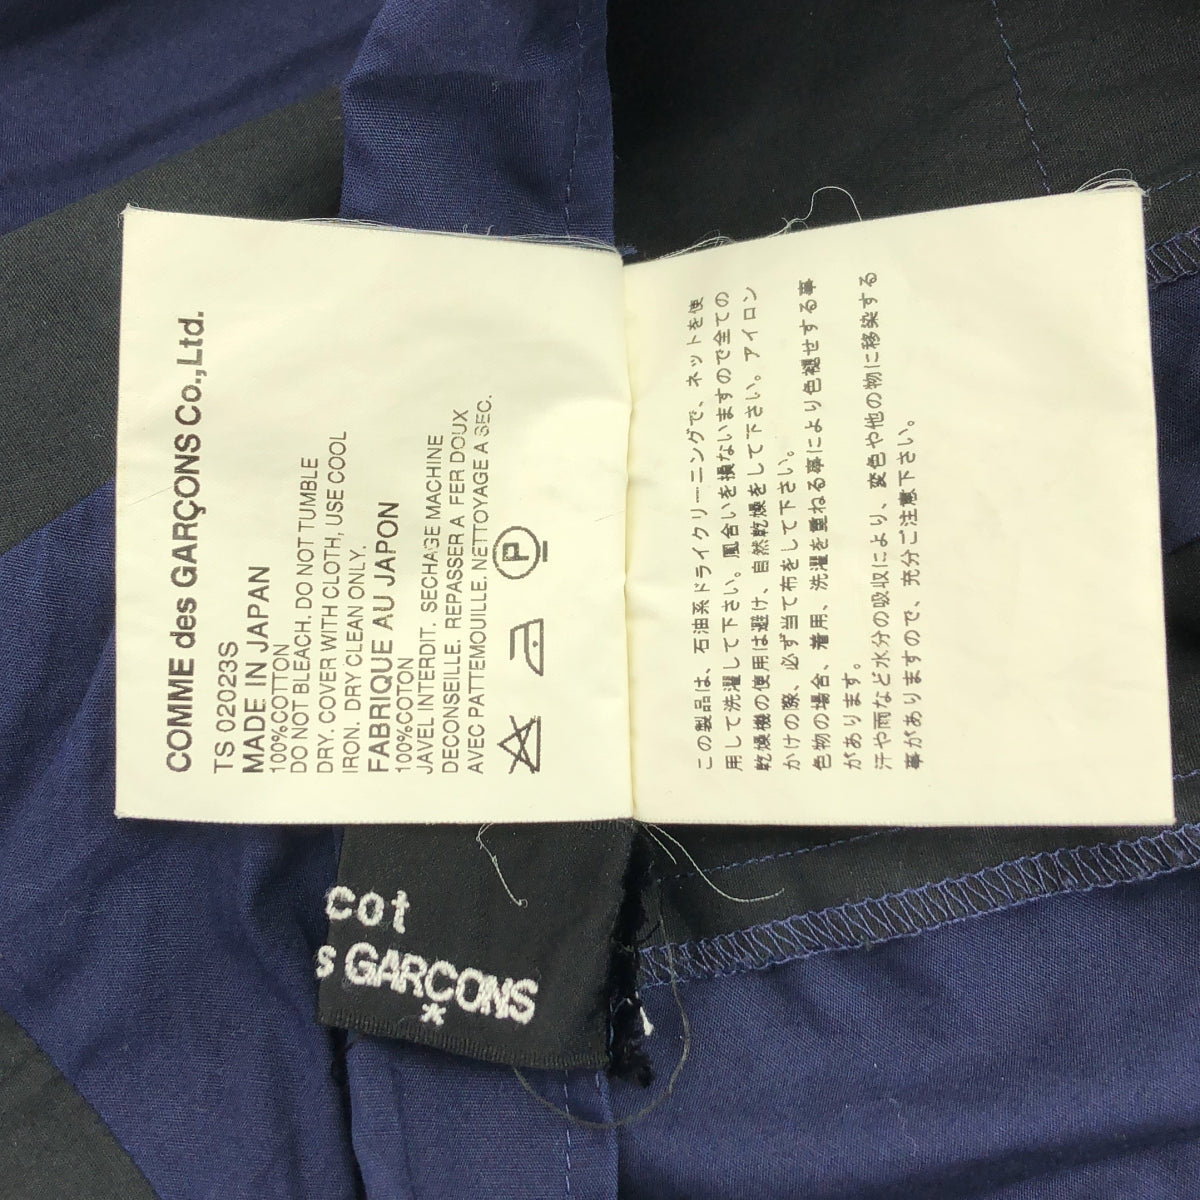 COMME des GARÇONS Co.,Ltd.
TS 02023S
MADE IN JAPAN
100%COTTON
DO NOT BLEACH. DO NOT TUMBLE
DRY. COVER WITH CLOTH, USE COOL
IRON. DRY CLEAN ONLY.
FABRIQUE AU JAPON
100%COTON
JAVEL INTERDIT. SECHAGE MACHINE
DECONSEILLE. REPASSER A FER DOUX
AVEC PATTEMOUILLE. NETTOYAGE A SEC.
P
この製品は、石油系ドライクリーニングで、ネットを使
用して洗濯して下さい。風合いを損ないますので全ての
乾燥機の使用は避け、自然乾燥をして下さい。アイロン
かけの際、必ず当て布をして下さい。
色物の場合、着用、洗濯を重ねる事により色褪せする事
があります。
汗や雨など水分の吸収により、変色や他の物に移染する
事がありますので、充分ご注意下さい。
cot
s GARCONS